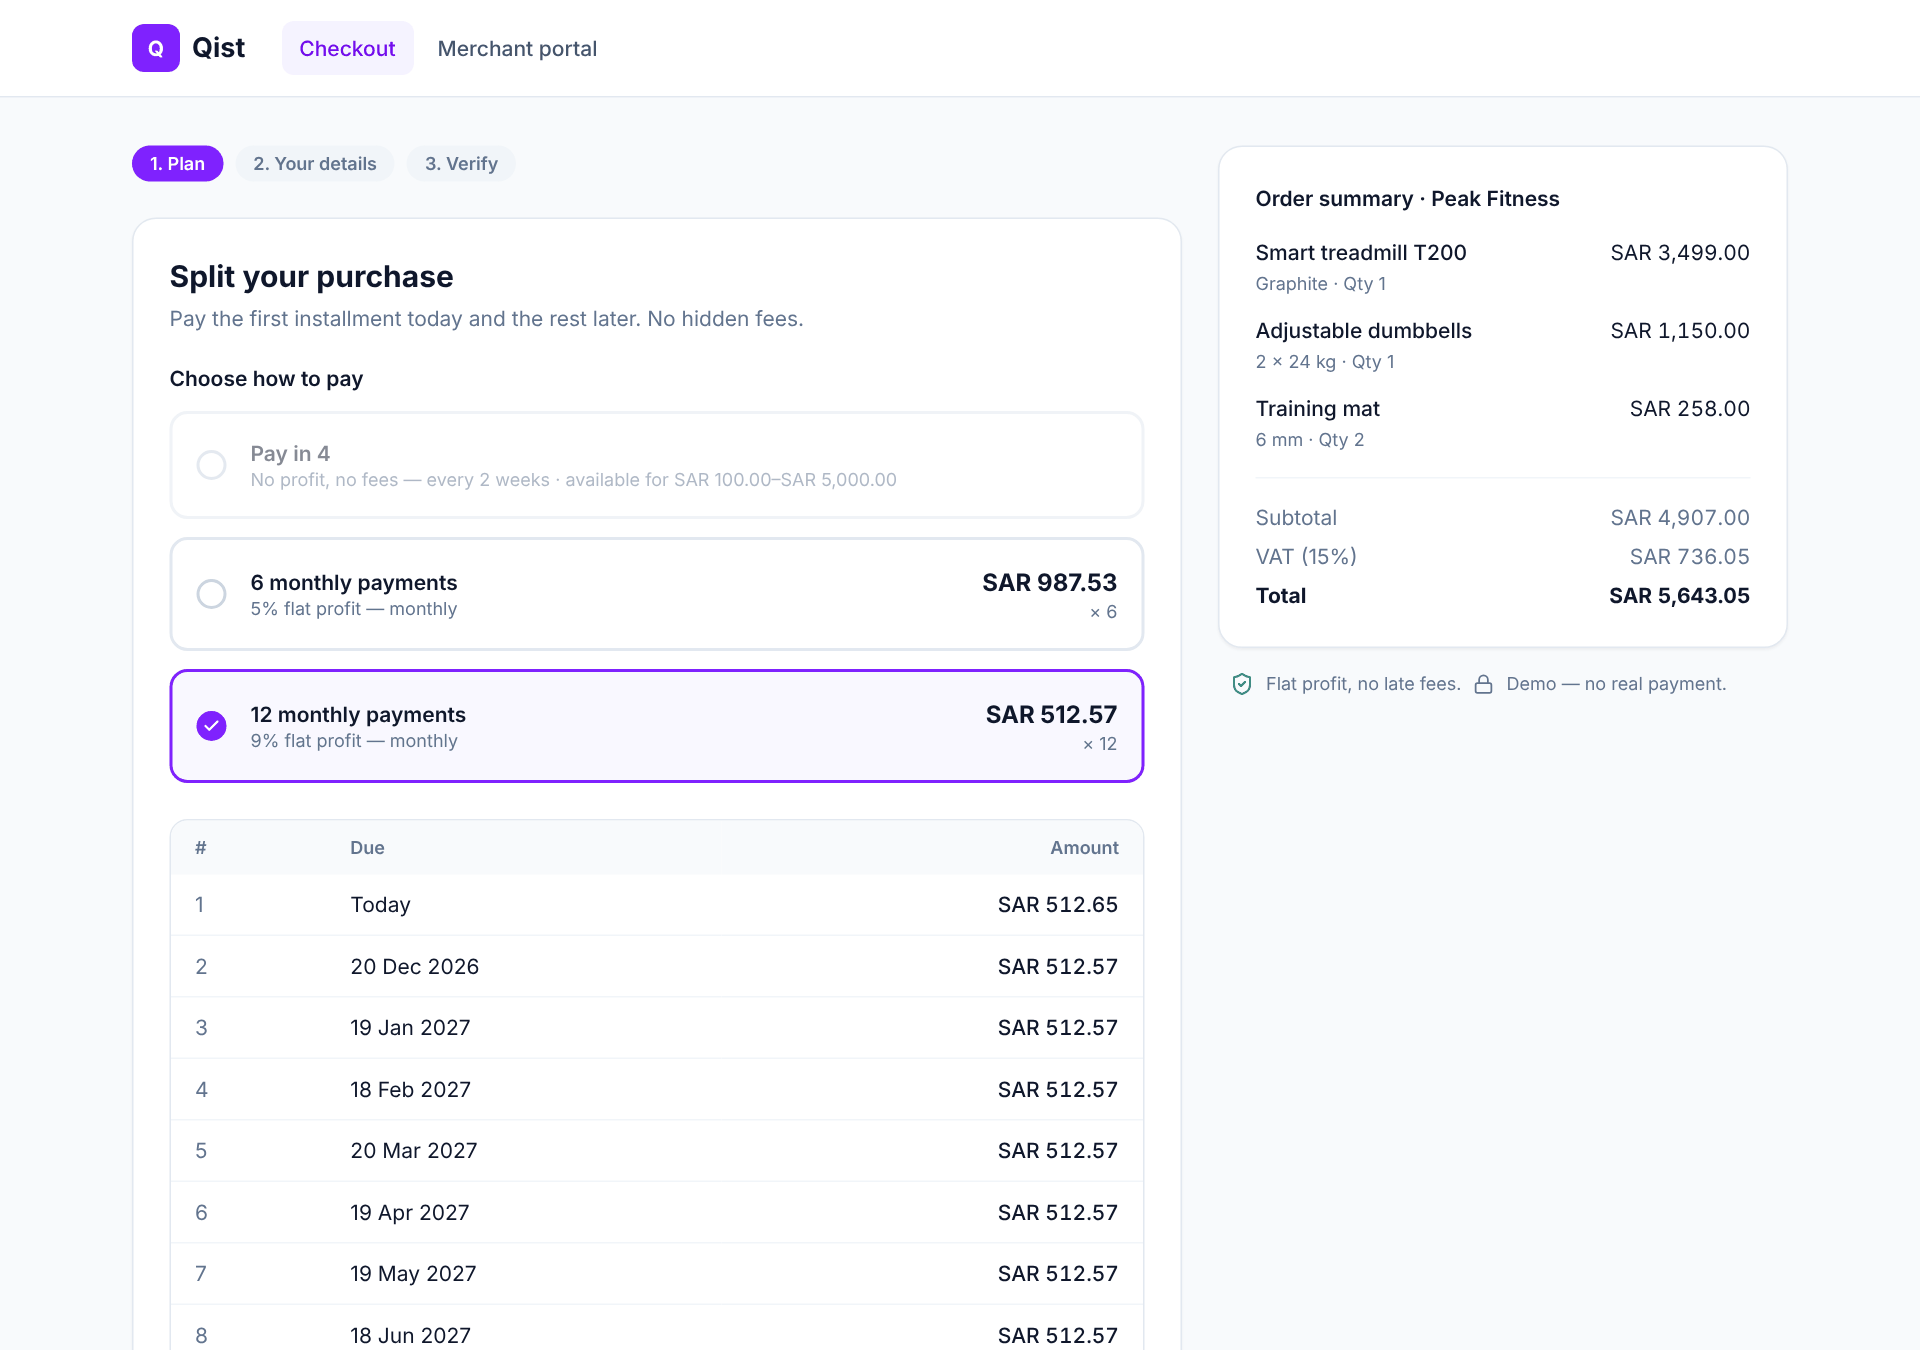 Q Qist Checkout Merchant portal
1. Plan 2. Your details 3. Verify
Split your purchase
Pay the first installment today and the rest later. No hidden fees.
Choose how to pay
Pay in 4
No profit, no fees — every 2 weeks · available for SAR 100.00–SAR 5,000.00
6 monthly payments SAR 987.53
5% flat profit — monthly × 6
12 monthly payments SAR 512.57
9% flat profit — monthly × 12
# Due Amount
1 Today SAR 512.65
2 20 Dec 2026 SAR 512.57
3 19 Jan 2027 SAR 512.57
4 18 Feb 2027 SAR 512.57
5 20 Mar 2027 SAR 512.57
6 19 Apr 2027 SAR 512.57
7 19 May 2027 SAR 512.57
8 18 Jun 2027 SAR 512.57
Order summary · Peak Fitness
Smart treadmill T200 SAR 3,499.00
Graphite · Qty 1
Adjustable dumbbells SAR 1,150.00
2 × 24 kg · Qty 1
Training mat SAR 258.00
6 mm · Qty 2
Subtotal SAR 4,907.00
VAT (15%) SAR 736.05
Total SAR 5,643.05
Flat profit, no late fees. Demo — no real payment.